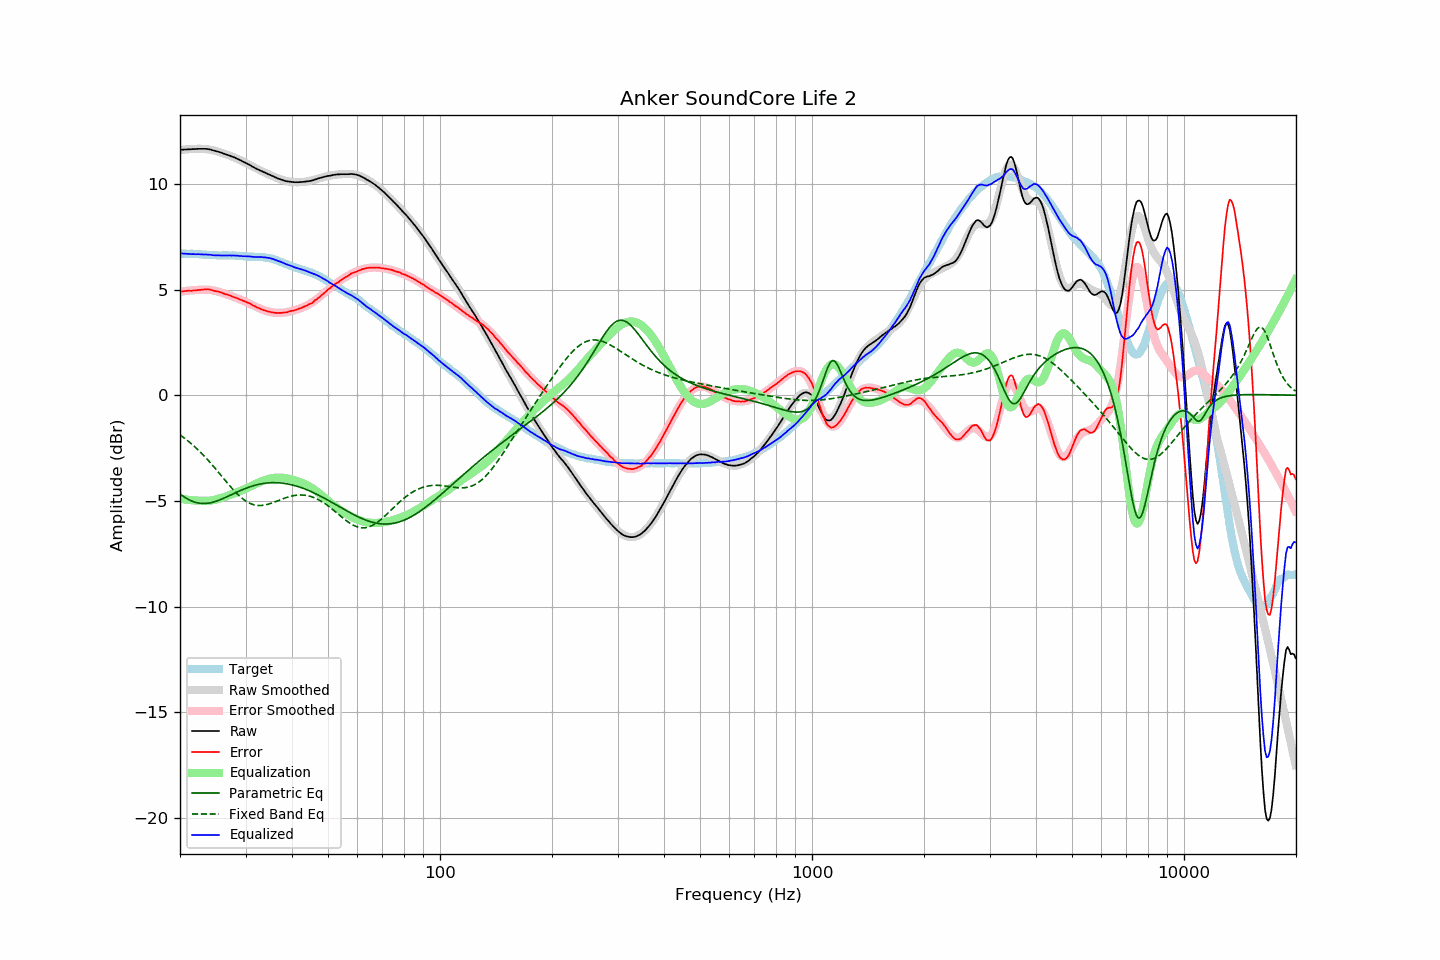 Anker SoundCore Life 2
Amplitude (dBr)
10
5
0
−5
−10
−15
−20
Target
Raw Smoothed
Error Smoothed
Raw
Error
Equalization
Parametric Eq
Fixed Band Eq
Equalized
100
1000
10000
Frequency (Hz)